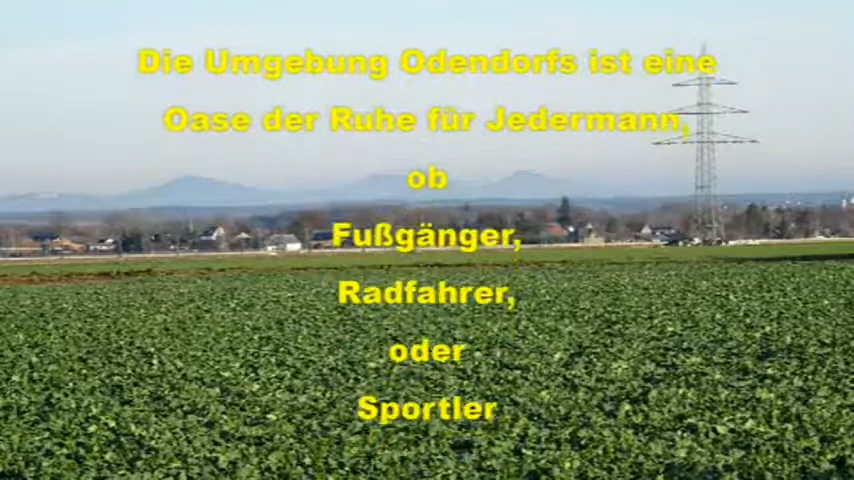 Die Umgebung Odendorfs ist eine
Oase der Ruhe für Jedermann,
ob
Fußgänger,
Radfahrer,
oder
Sportler